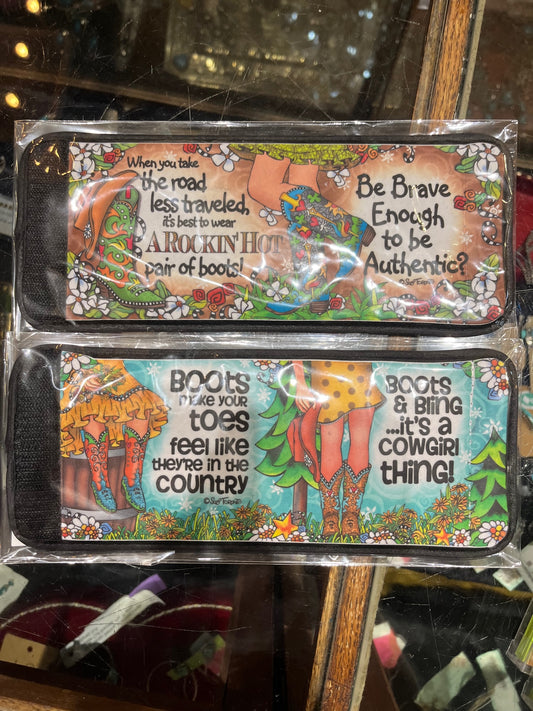 When you take
the road
less traveled,
it's best to wear
A ROCKIN' HOT
pair of boots!
Be Brave
Enough
to be
Authentic?
BOOTS
MAKE YOUR
TOES
FEEL LIKE
THEY'RE IN THE
COUNTRY
© Suzy Toronto
BOOTS
& BLING
...IT'S A
COWGIRL
THING!